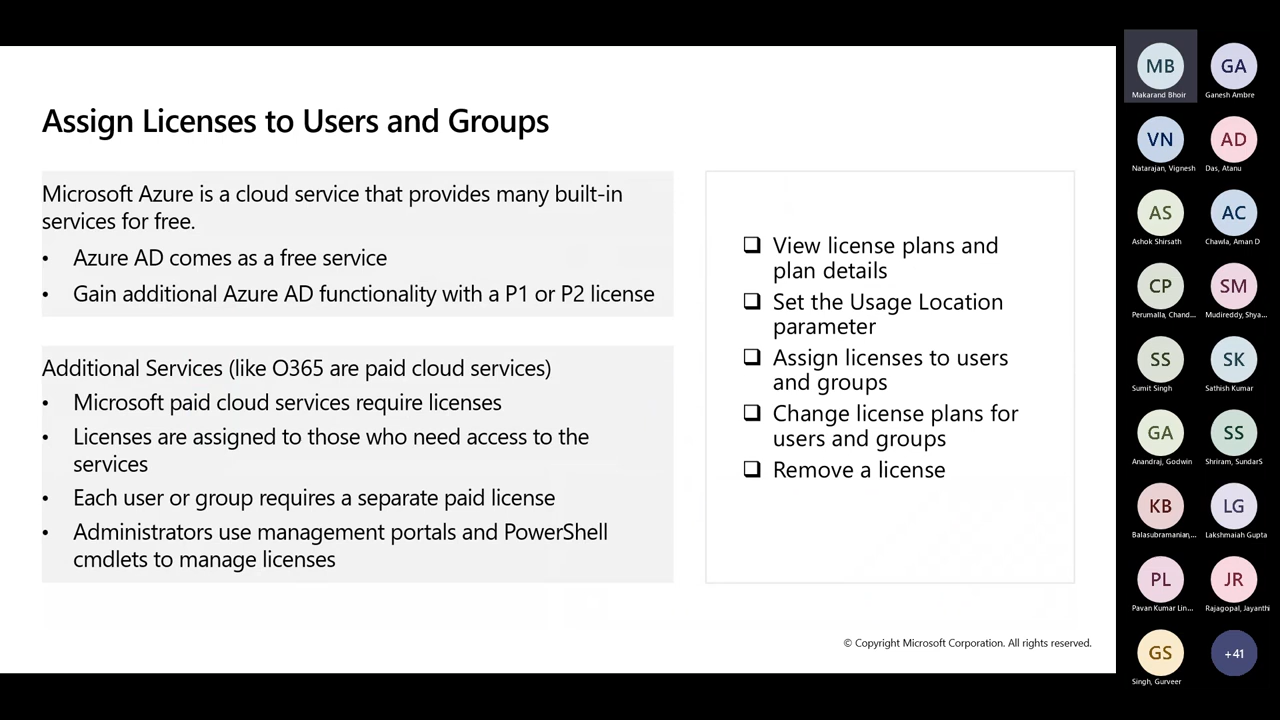 Assign Licenses to Users and Groups
Microsoft Azure is a cloud service that provides many built-in
services for free.
• Azure AD comes as a free service
• Gain additional Azure AD functionality with a P1 or P2 license
Additional Services (like O365 are paid cloud services)
• Microsoft paid cloud services require licenses
• Licenses are assigned to those who need access to the
services
• Each user or group requires a separate paid license
• Administrators use management portals and PowerShell
cmdlets to manage licenses
❑ View license plans and
plan details
❑ Set the Usage Location
parameter
❑ Assign licenses to users
and groups
❑ Change license plans for
users and groups
❑ Remove a license
© Copyright Microsoft Corporation. All rights reserved.
MB
Makarand Bhoir
GA
Ganesh Ambre
VN
Natarajan, Vignesh
AD
Das, Atanu
AS
Ashok Shirsath
AC
Chawla, Aman D
CP
Perumalla, Chand...
SM
Mudireddy, Shya...
SS
Sumit Singh
SK
Sathish Kumar
GA
Anandraj, Godwin
SS
Shriram, SundarS
KB
Balasubramanian,...
LG
Lakshmaiah Gupta
PL
Pavan Kumar Lin...
JR
Rajagopal, Jayanthi
GS
Singh, Gurveer
+41